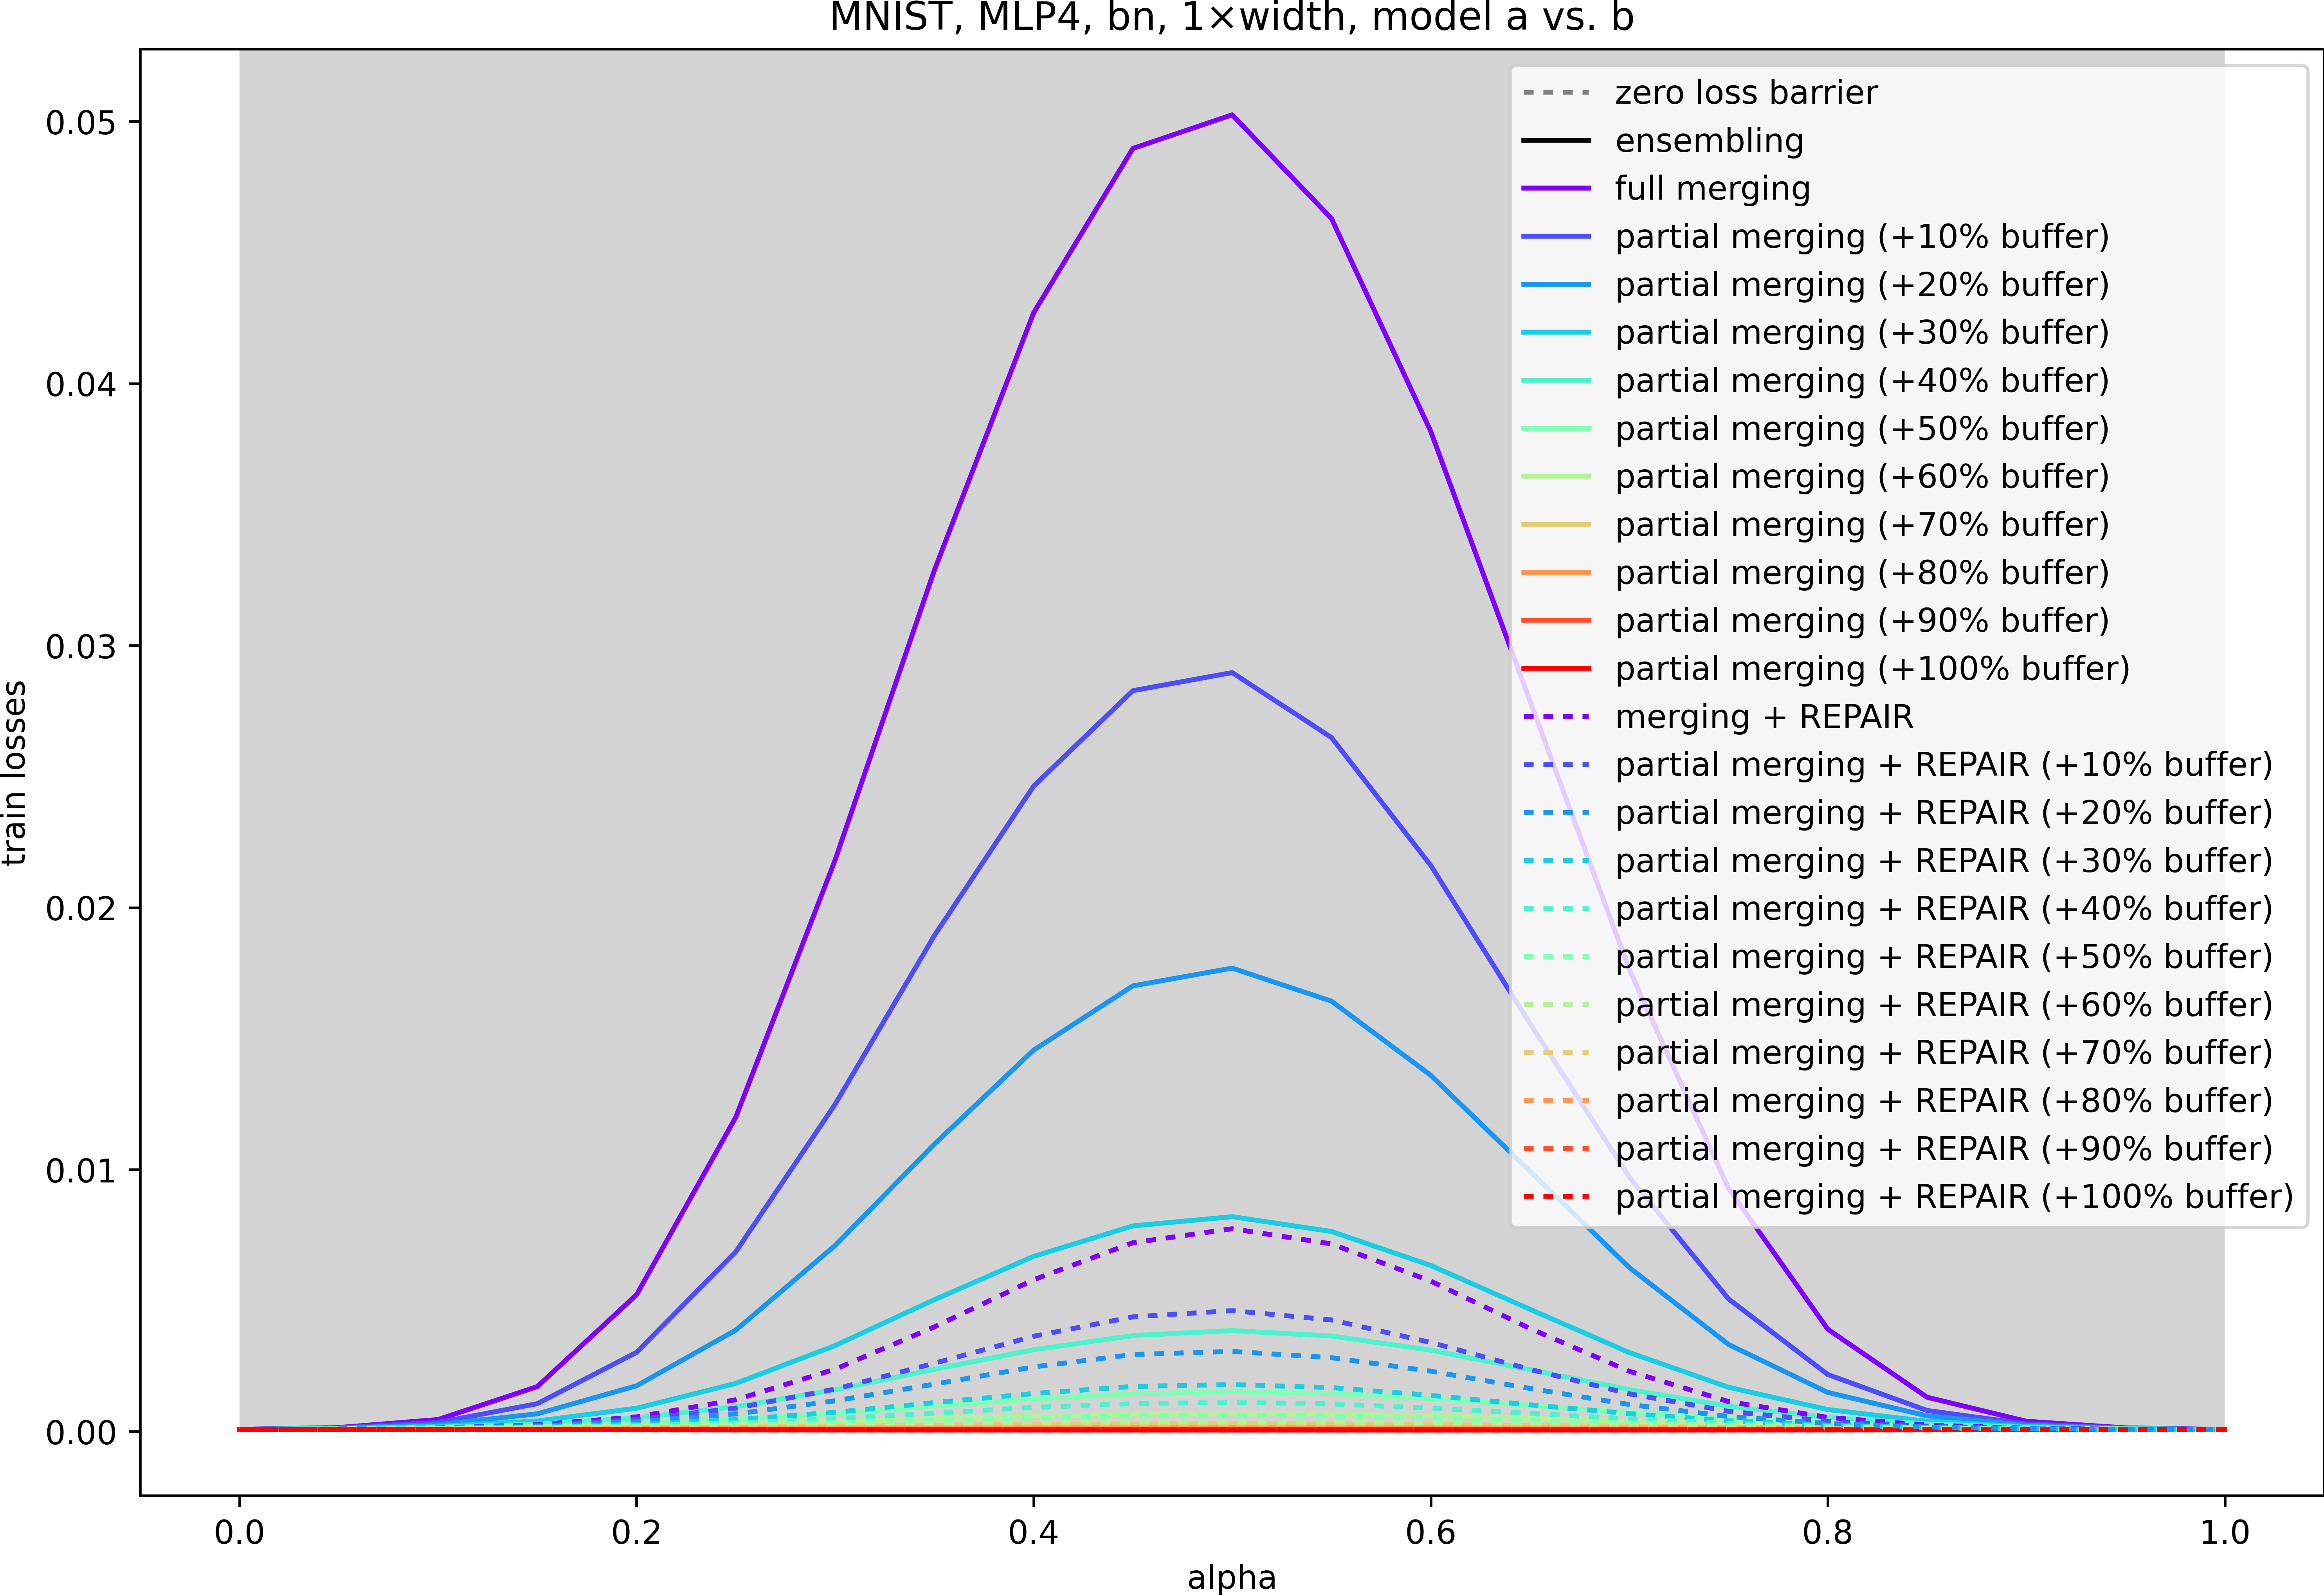 MNIST, MLP4, bn, 1×width, model a vs. b
zero loss barrier
ensembling
full merging
partial merging (+10% buffer)
partial merging (+20% buffer)
partial merging (+30% buffer)
partial merging (+40% buffer)
partial merging (+50% buffer)
partial merging (+60% buffer)
partial merging (+70% buffer)
partial merging (+80% buffer)
partial merging (+90% buffer)
partial merging (+100% buffer)
merging + REPAIR
partial merging + REPAIR (+10% buffer)
partial merging + REPAIR (+20% buffer)
partial merging + REPAIR (+30% buffer)
partial merging + REPAIR (+40% buffer)
partial merging + REPAIR (+50% buffer)
partial merging + REPAIR (+60% buffer)
partial merging + REPAIR (+70% buffer)
partial merging + REPAIR (+80% buffer)
partial merging + REPAIR (+90% buffer)
partial merging + REPAIR (+100% buffer)
train losses
0.05
0.04
0.03
0.02
0.01
0.00
0.0 0.2 0.4 0.6 0.8 1.0
alpha